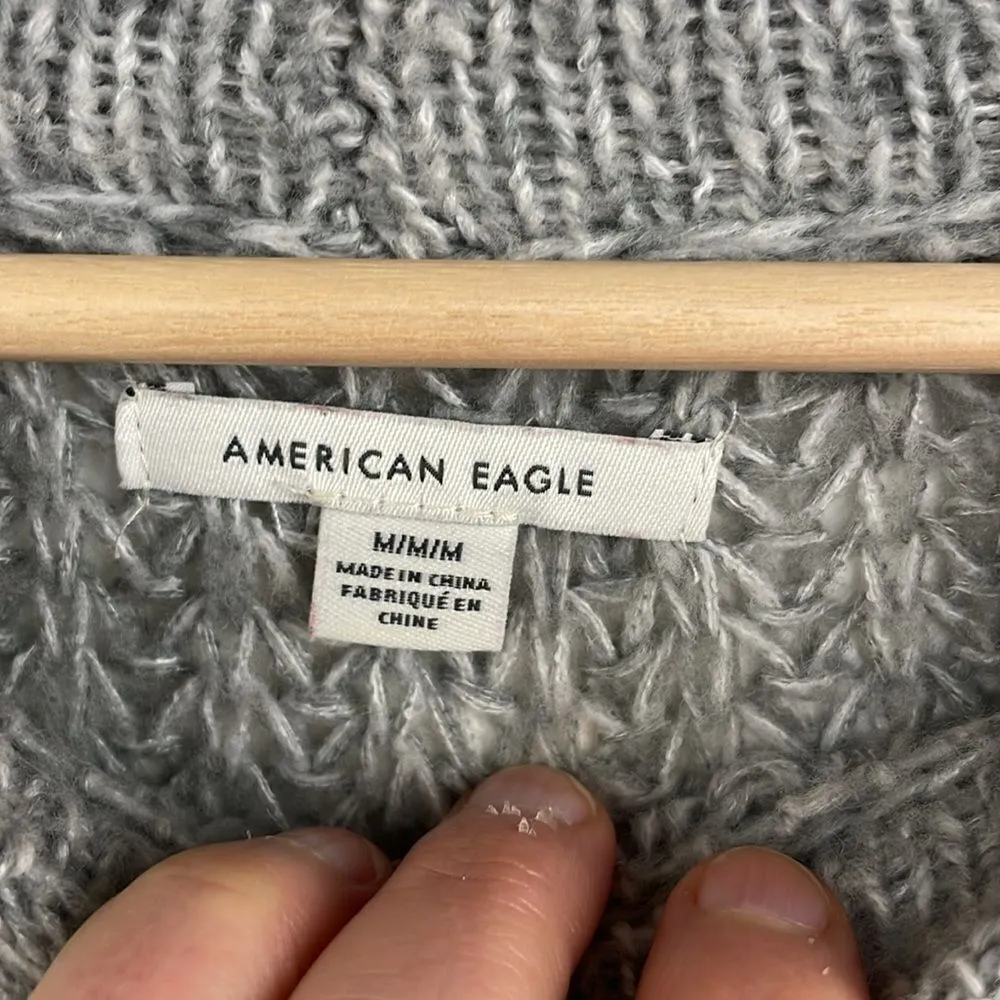 AMERICAN EAGLE
M/M/M
MADE IN CHINA
FABRIQUÉ EN
CHINE